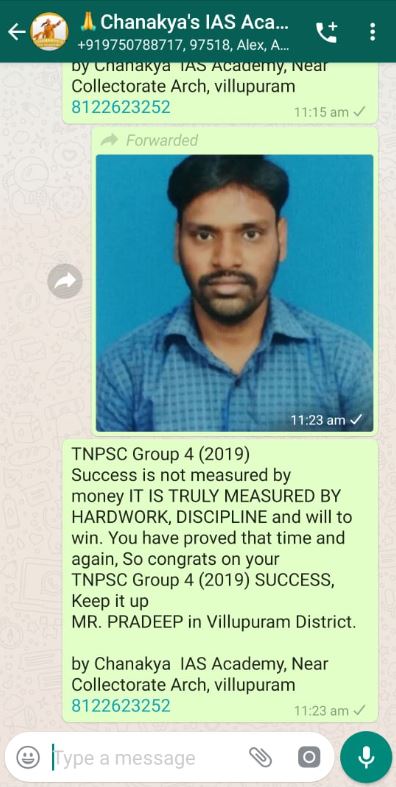 🙏Chanakya's IAS Aca...
+919750788717, 97518, Alex, A...
by Chanakya IAS Academy, Near
Collectorate Arch, villupuram
8122623252
11:15 am
Forwarded
11:23 am
TNPSC Group 4 (2019)
Success is not measured by
money IT IS TRULY MEASURED BY
HARDWORK, DISCIPLINE and will to
win. You have proved that time and
again, So congrats on your
TNPSC Group 4 (2019) SUCCESS,
Keep it up
MR. PRADEEP in Villupuram District.
by Chanakya IAS Academy, Near
Collectorate Arch, villupuram
8122623252
11:23 am
Type a message